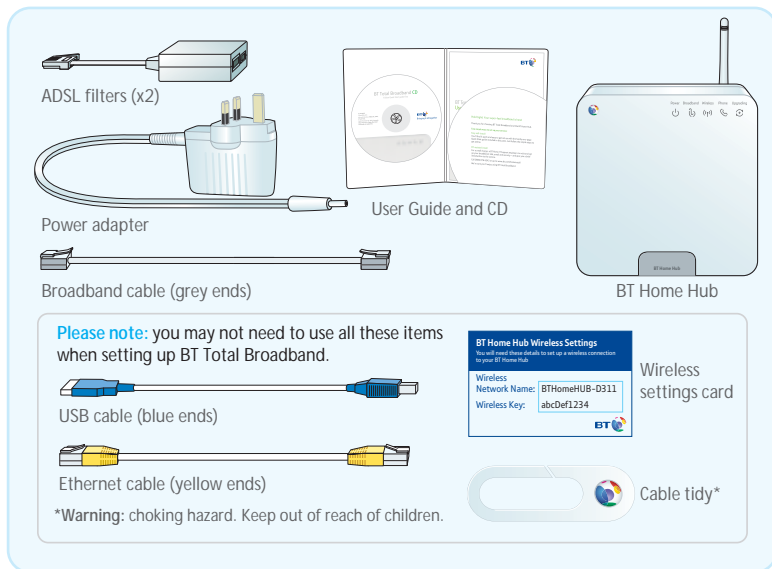 ADSL filters (x2)
Power adapter
BT
BT Total Broadband CD
BT
User Guide and CD
Power Broadband Wireless Phone Upgrading
BT Home Hub
BT Home Hub
Broadband cable (grey ends)
Please note: you may not need to use all these items
when setting up BT Total Broadband.
USB cable (blue ends)
Ethernet cable (yellow ends)
*Warning: choking hazard. Keep out of reach of children.
BT Home Hub Wireless Settings
You will need these details to set up a wireless connection
to your BT Home Hub
Wireless
Network Name: BTHomeHUB-D311
Wireless Key: abcDef1234
BT
Wireless
settings card
Cable tidy*